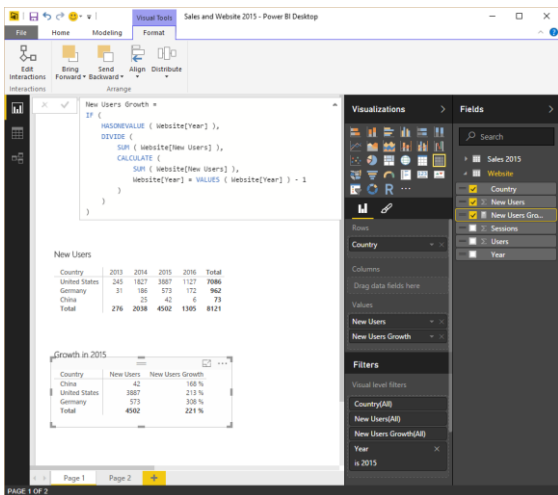 Visual Tools
Sales and Website 2015 - Power BI Desktop
File
Home
Modeling
Format
Edit
Interactions
Bring
Forward
Send
Backward
Align
Distribute
Interactions
Arrange
New Users Growth =
IF (
HASONEVALUE ( Website[Year] ),
DIVIDE (
SUM ( Website[New Users] ),
CALCULATE (
SUM ( Website[New Users] ),
Website[Year] = VALUES ( Website[Year] ) - 1
)
)
)
New Users
Country 2013 2014 2015 2016 Total
United States 245 1827 3887 1127 7086
Germany 31 186 573 172 962
China 25 42 6 73
Total 276 2038 4502 1305 8121
Growth in 2015
Country New Users New Users Growth
China 42 168 %
United States 3887 213 %
Germany 573 308 %
Total 4502 221 %
Page 1
Page 2
PAGE 1 OF 2
Visualizations
Rows
Country
Columns
Drag data fields here
Values
New Users
New Users Growth
Filters
Visual level filters
Country(All)
New Users(All)
New Users Growth(All)
Year
is 2015
Fields
Search
Sales 2015
Website
Country
New Users
New Users Gro...
Sessions
Users
Year